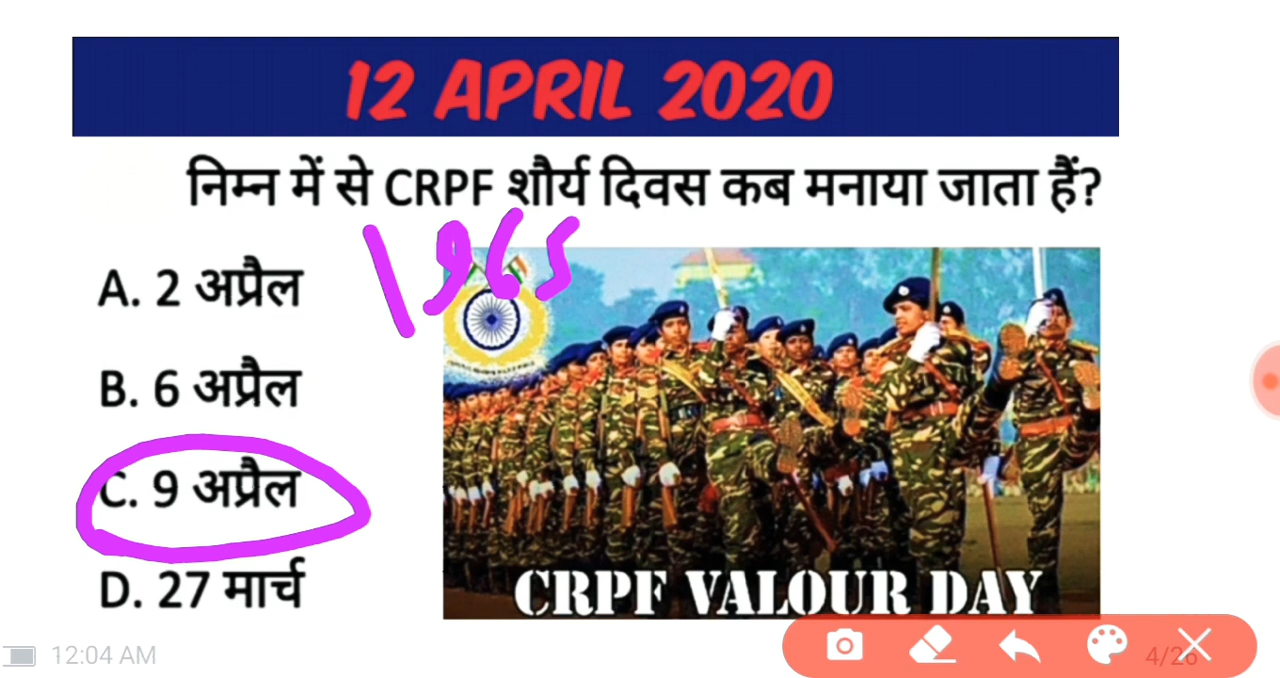 12 APRIL 2020
निम्न में से CRPF शौर्य दिवस कब मनाया जाता हैं?
1965
A. 2 अप्रैल
B. 6 अप्रैल
C. 9 अप्रैल
D. 27 मार्च
CRPF VALOUR DAY
12:04 AM
4/26